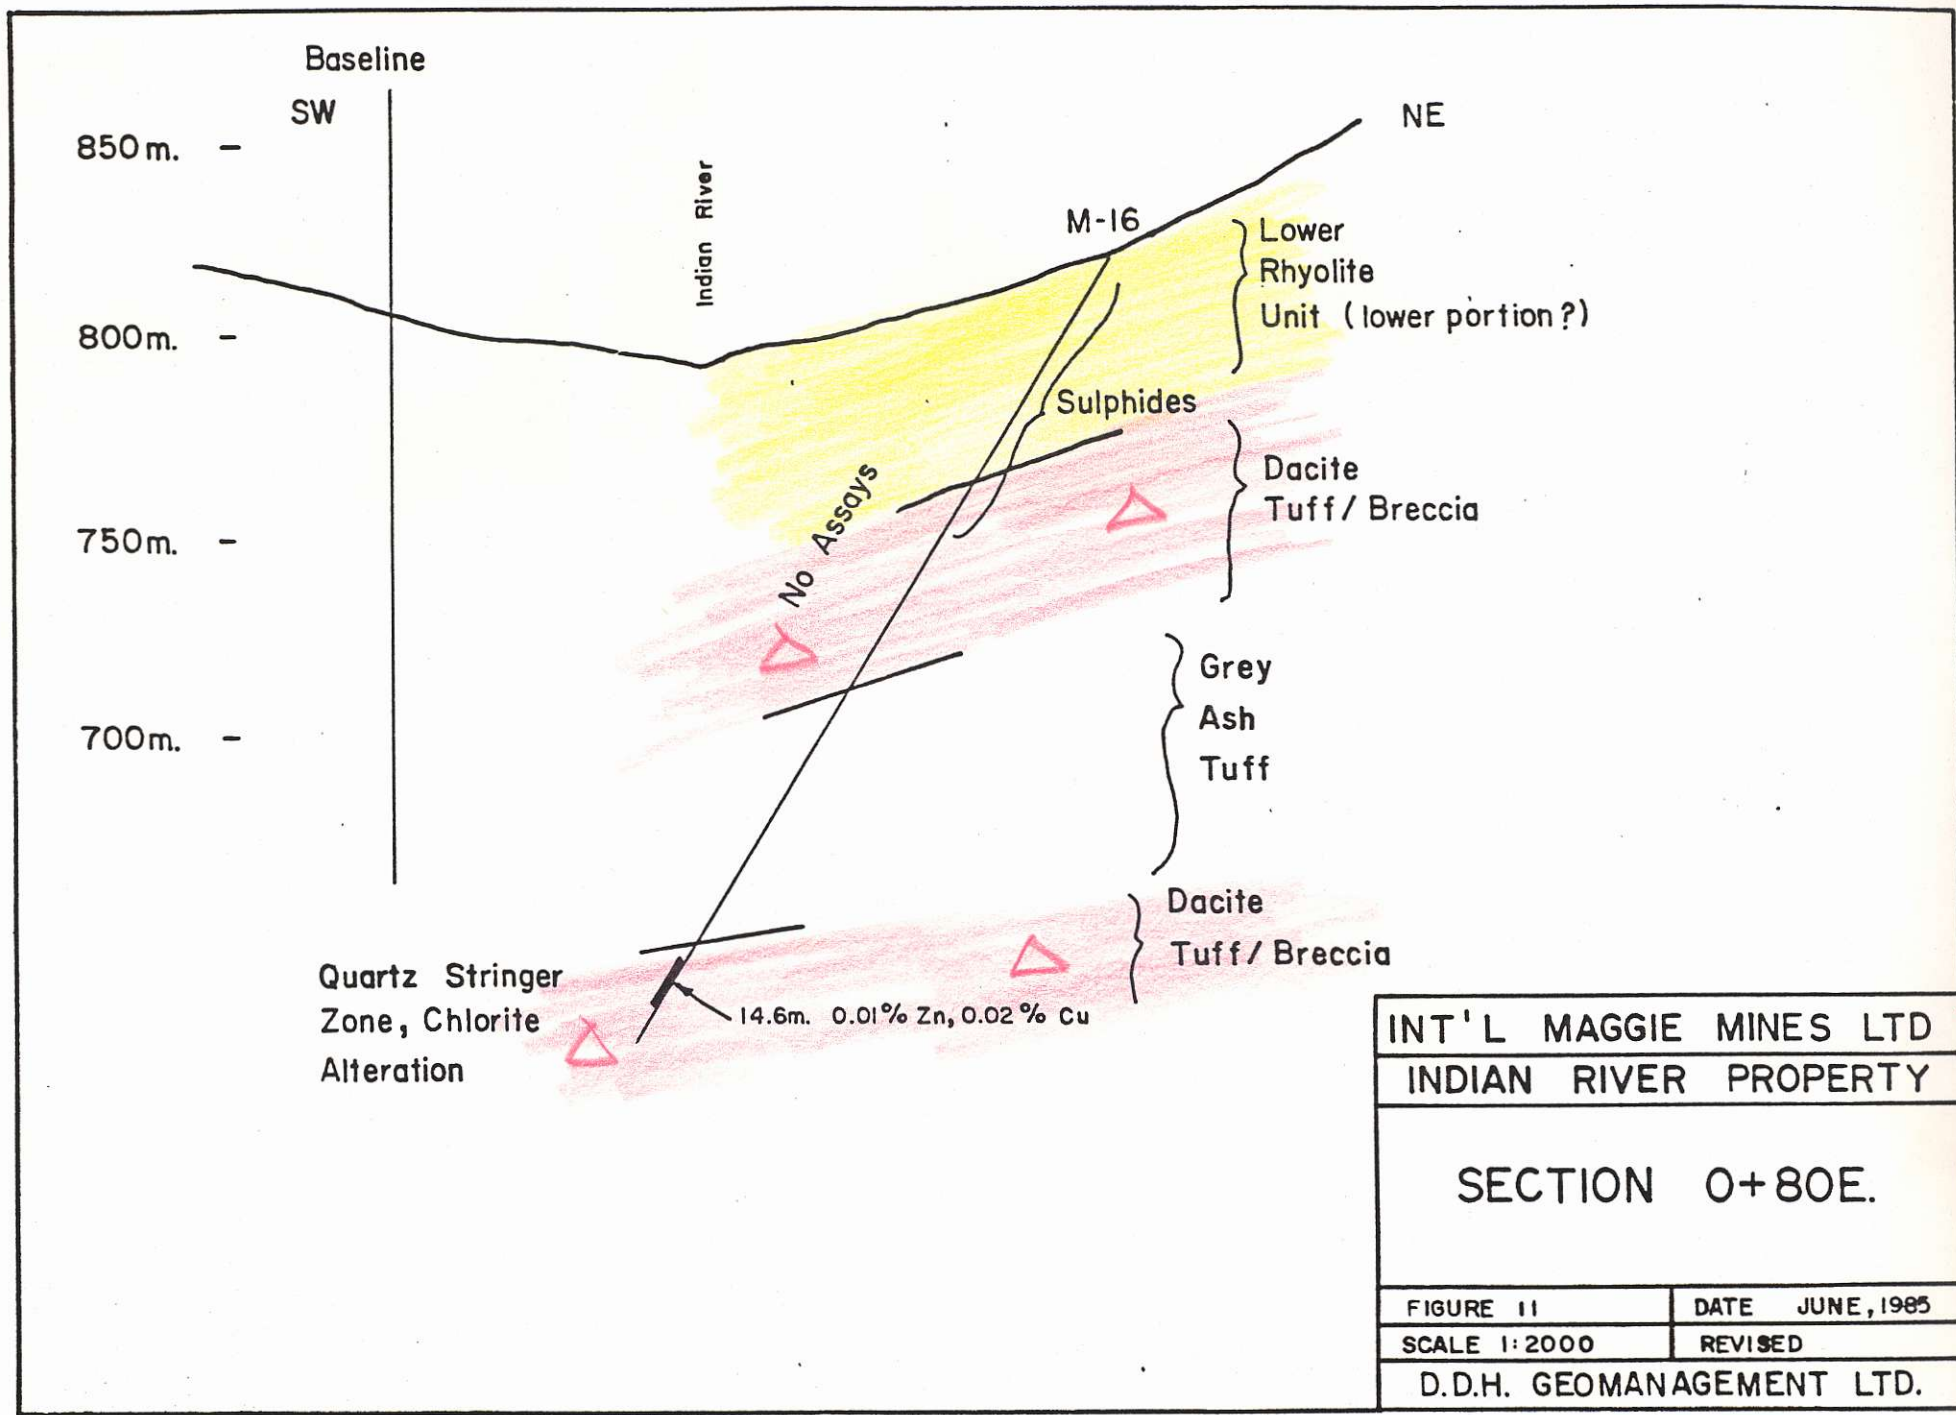 Baseline
SW
NE
850m.
800m.
750m.
700m.
Indian River
M-16
Lower
Rhyolite
Unit (lower portion?)
Sulphides
No Assays
Dacite
Tuff/Breccia
Grey
Ash
Tuff
Dacite
Tuff/Breccia
Quartz Stringer
Zone, Chlorite
Alteration
14.6m. 0.01% Zn, 0.02% Cu
INT'L MAGGIE MINES LTD
INDIAN RIVER PROPERTY
SECTION 0+80E.
FIGURE 11
DATE JUNE, 1985
SCALE 1:2000
REVISED
D.D.H. GEOMANAGEMENT LTD.